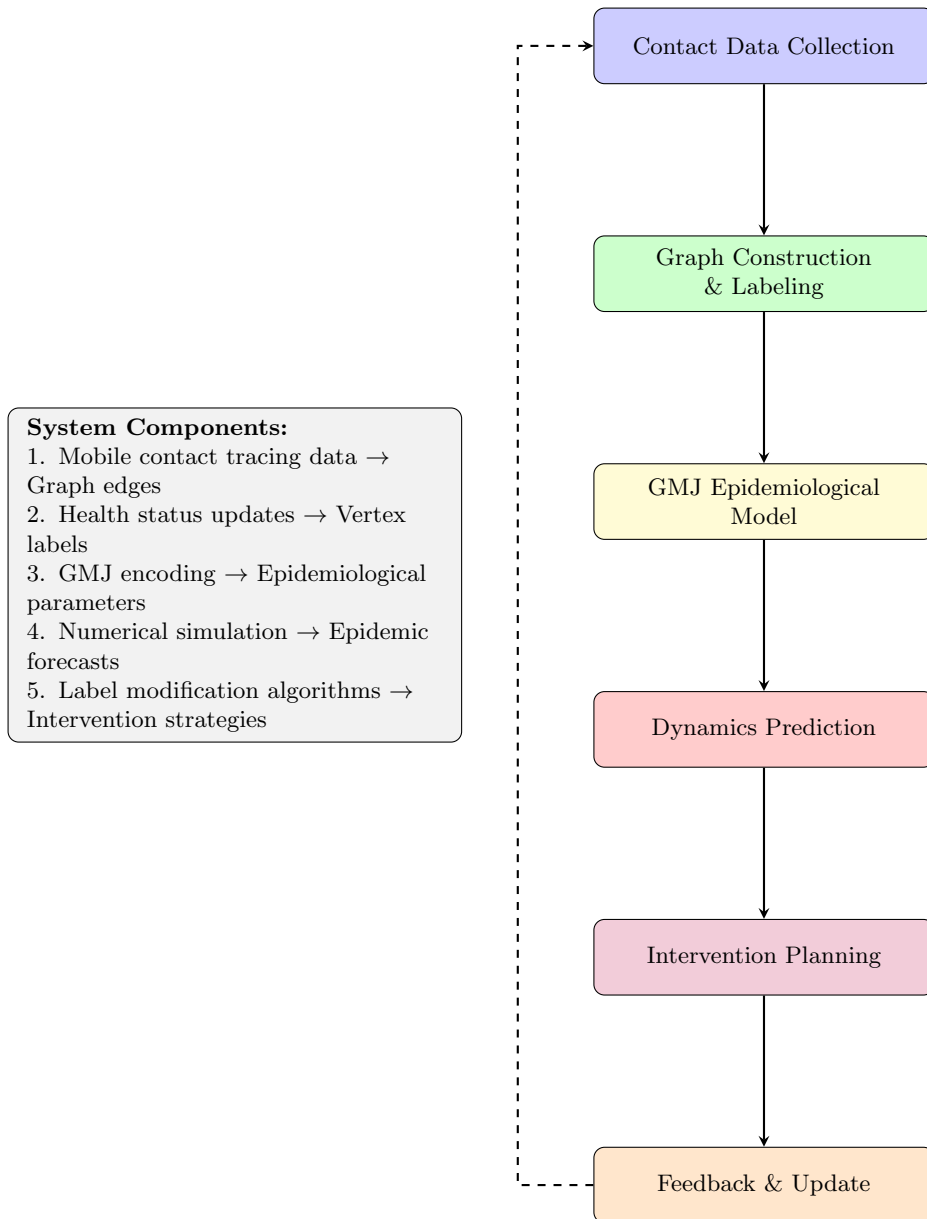 Contact Data Collection
Graph Construction
& Labeling
System Components:
1. Mobile contact tracing data →
Graph edges
2. Health status updates → Vertex
labels
3. GMJ encoding → Epidemiological
parameters
4. Numerical simulation → Epidemic
forecasts
5. Label modification algorithms →
Intervention strategies
GMJ Epidemiological
Model
Dynamics Prediction
Intervention Planning
Feedback & Update